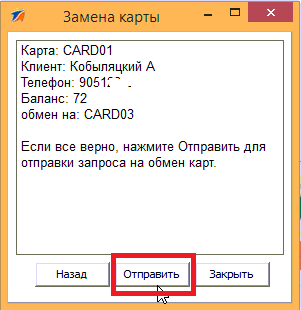 Замена карты
Карта: CARD01
Клиент: Кобыляцкий А
Телефон: 90512
Баланс: 72
обмен на: CARD03
Если все верно, нажмите Отправить для
отправки запроса на обмен карт.
Назад
Отправить
Закрыть